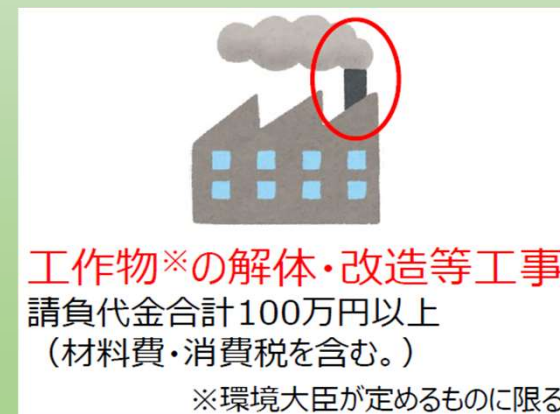 工作物※の解体・改造等工事
請負代金合計100万円以上
（材料費・消費税を含む。）
※環境大臣が定めるものに限る